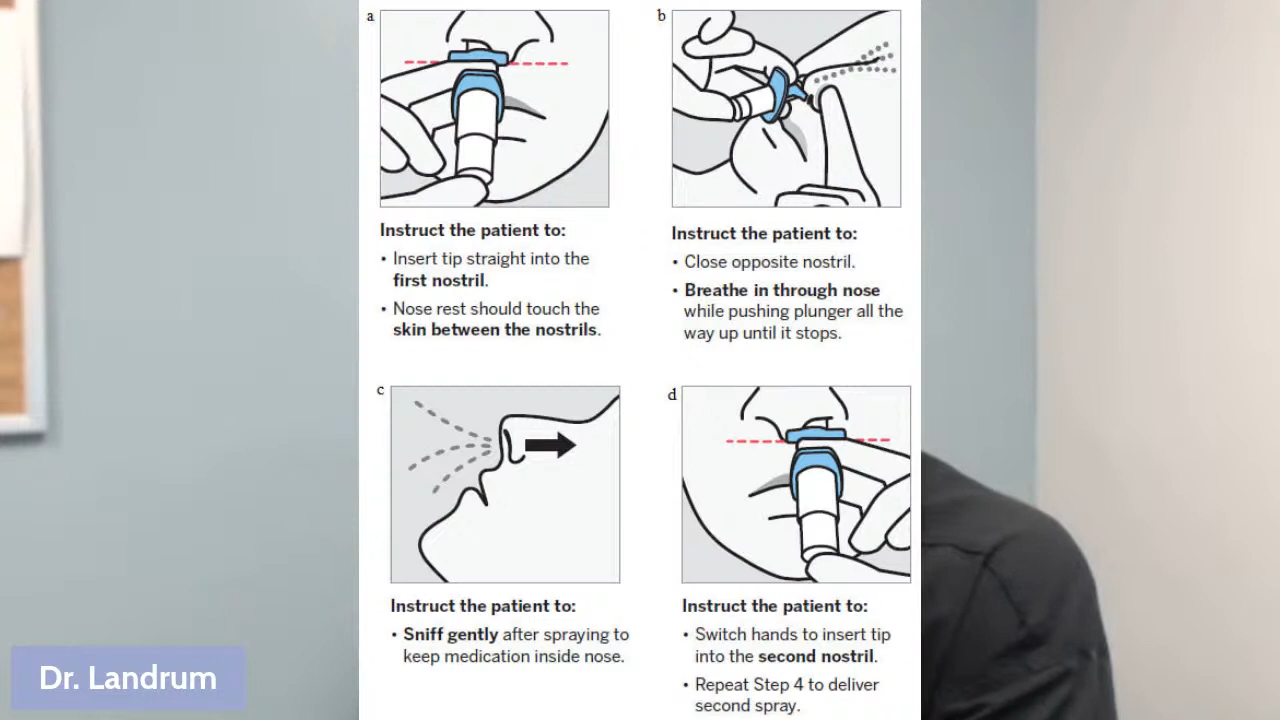 a
Instruct the patient to:
• Insert tip straight into the
first nostril.
• Nose rest should touch the
skin between the nostrils.
b
Instruct the patient to:
• Close opposite nostril.
• Breathe in through nose
while pushing plunger all the
way up until it stops.
c
Instruct the patient to:
• Sniff gently after spraying to
keep medication inside nose.
d
Instruct the patient to:
• Switch hands to insert tip
into the second nostril.
• Repeat Step 4 to deliver
second spray.
Dr. Landrum